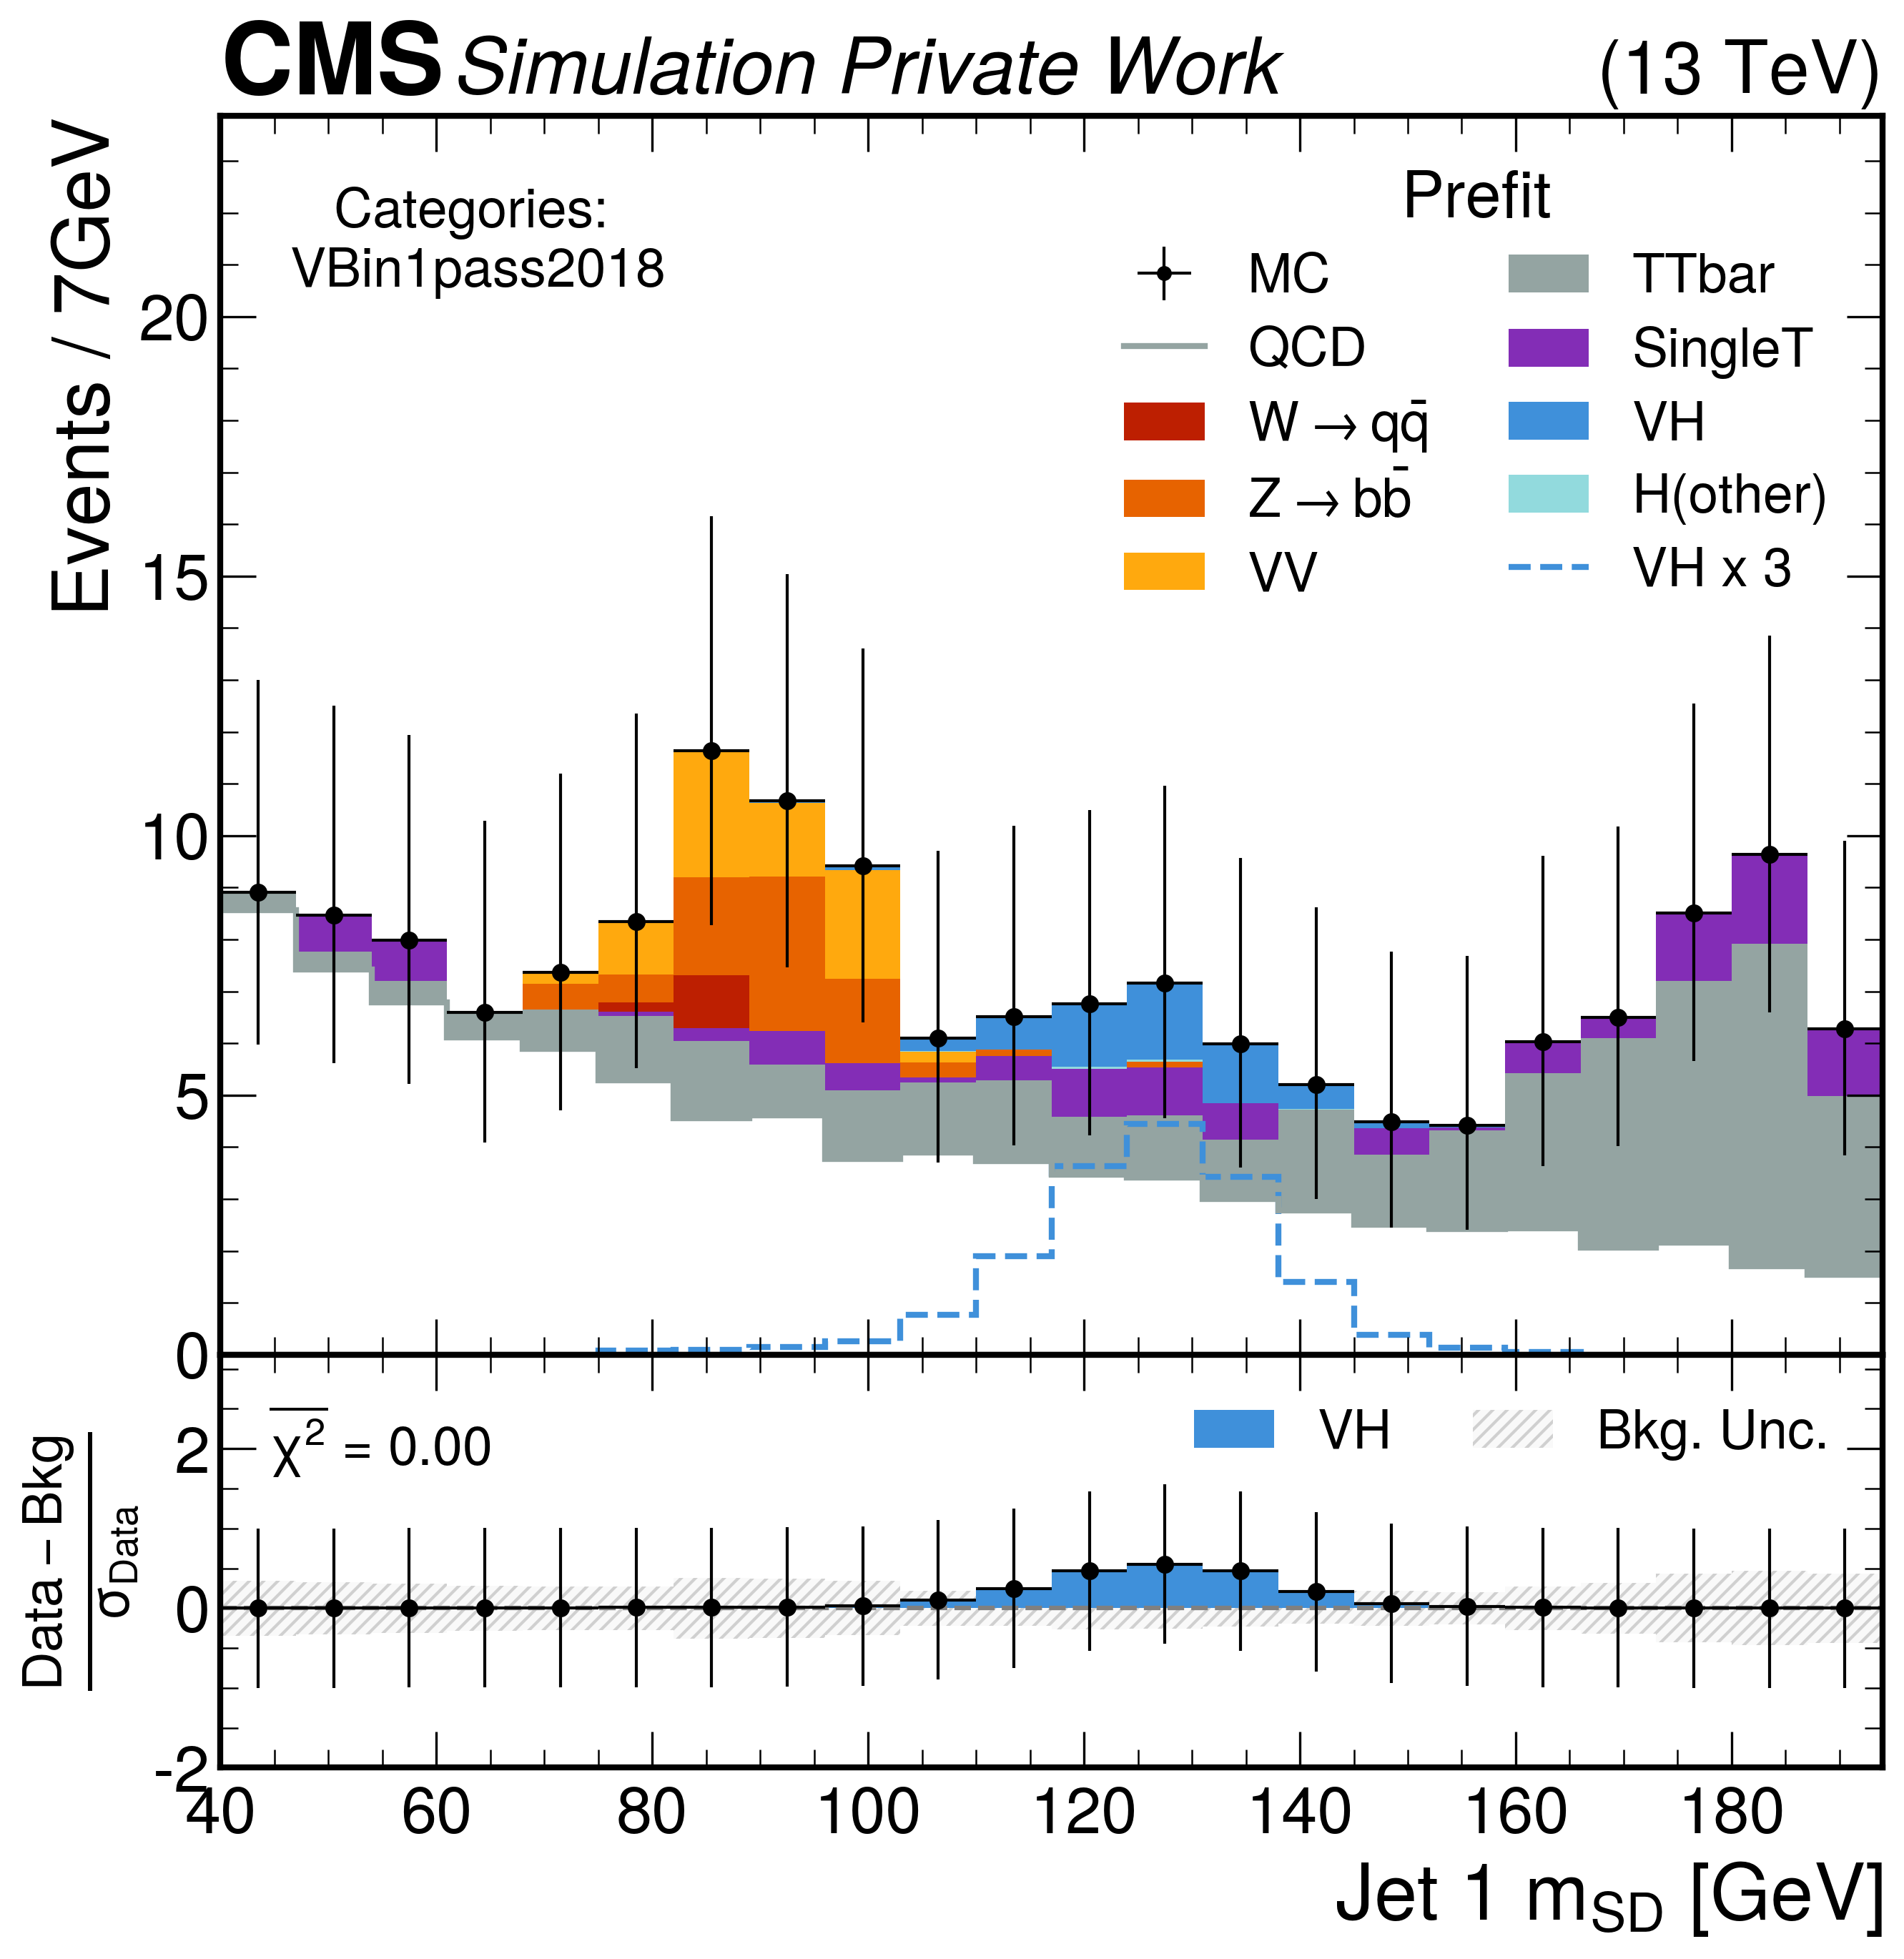 CMS Simulation Private Work (13 TeV)
Events / 7GeV
Categories:
VBin1pass2018
Prefit
MC
QCD
W → qq̄
Z → bb̄
VV
TTbar
SingleT
VH
H(other)
VH x 3
20
15
10
5
0
Data – Bkg
σData
χ² = 0.00
VH
Bkg. Unc.
2
0
-2
40 60 80 100 120 140 160 180
Jet 1 mSD [GeV]